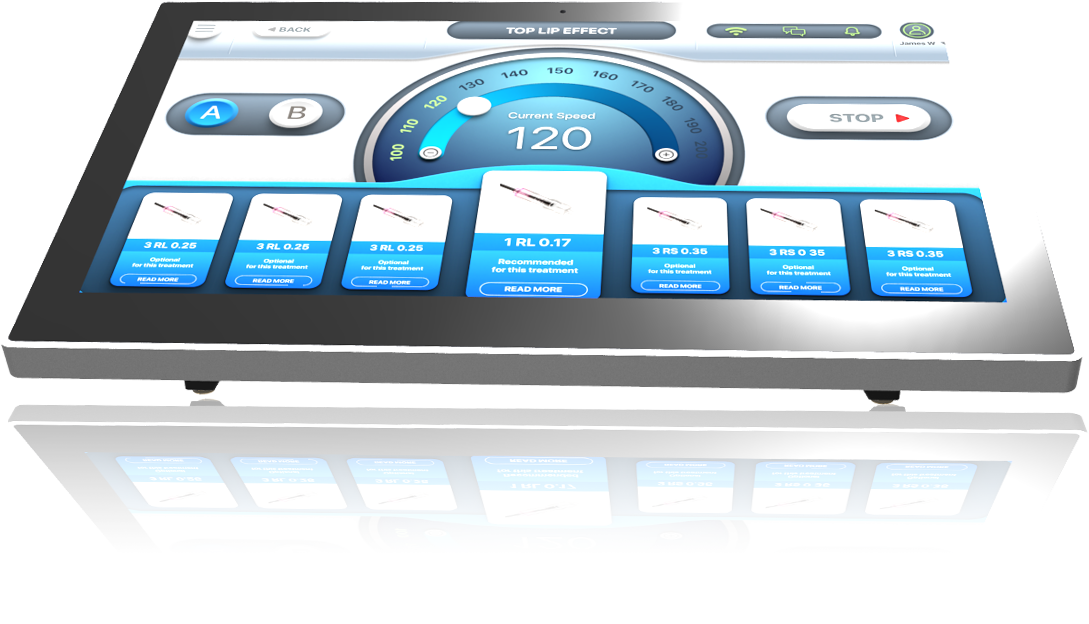 BACK
TOP LIP EFFECT
James W
100
110
120
130
140
150
160
170
180
190
200
Current Speed
120
A
B
STOP
3 RL 0.25
Optional
for this treatment
READ MORE
3 RL 0.25
Optional
for this treatment
READ MORE
3 RL 0.25
Optional
for this treatment
READ MORE
1 RL 0.17
Recommended
for this treatment
READ MORE
3 RS 0.35
Optional
for this treatment
READ MORE
3 RS 0 35
Optional
for this treatment
READ MORE
3 RS 0.35
Optional
for this treatment
READ MORE